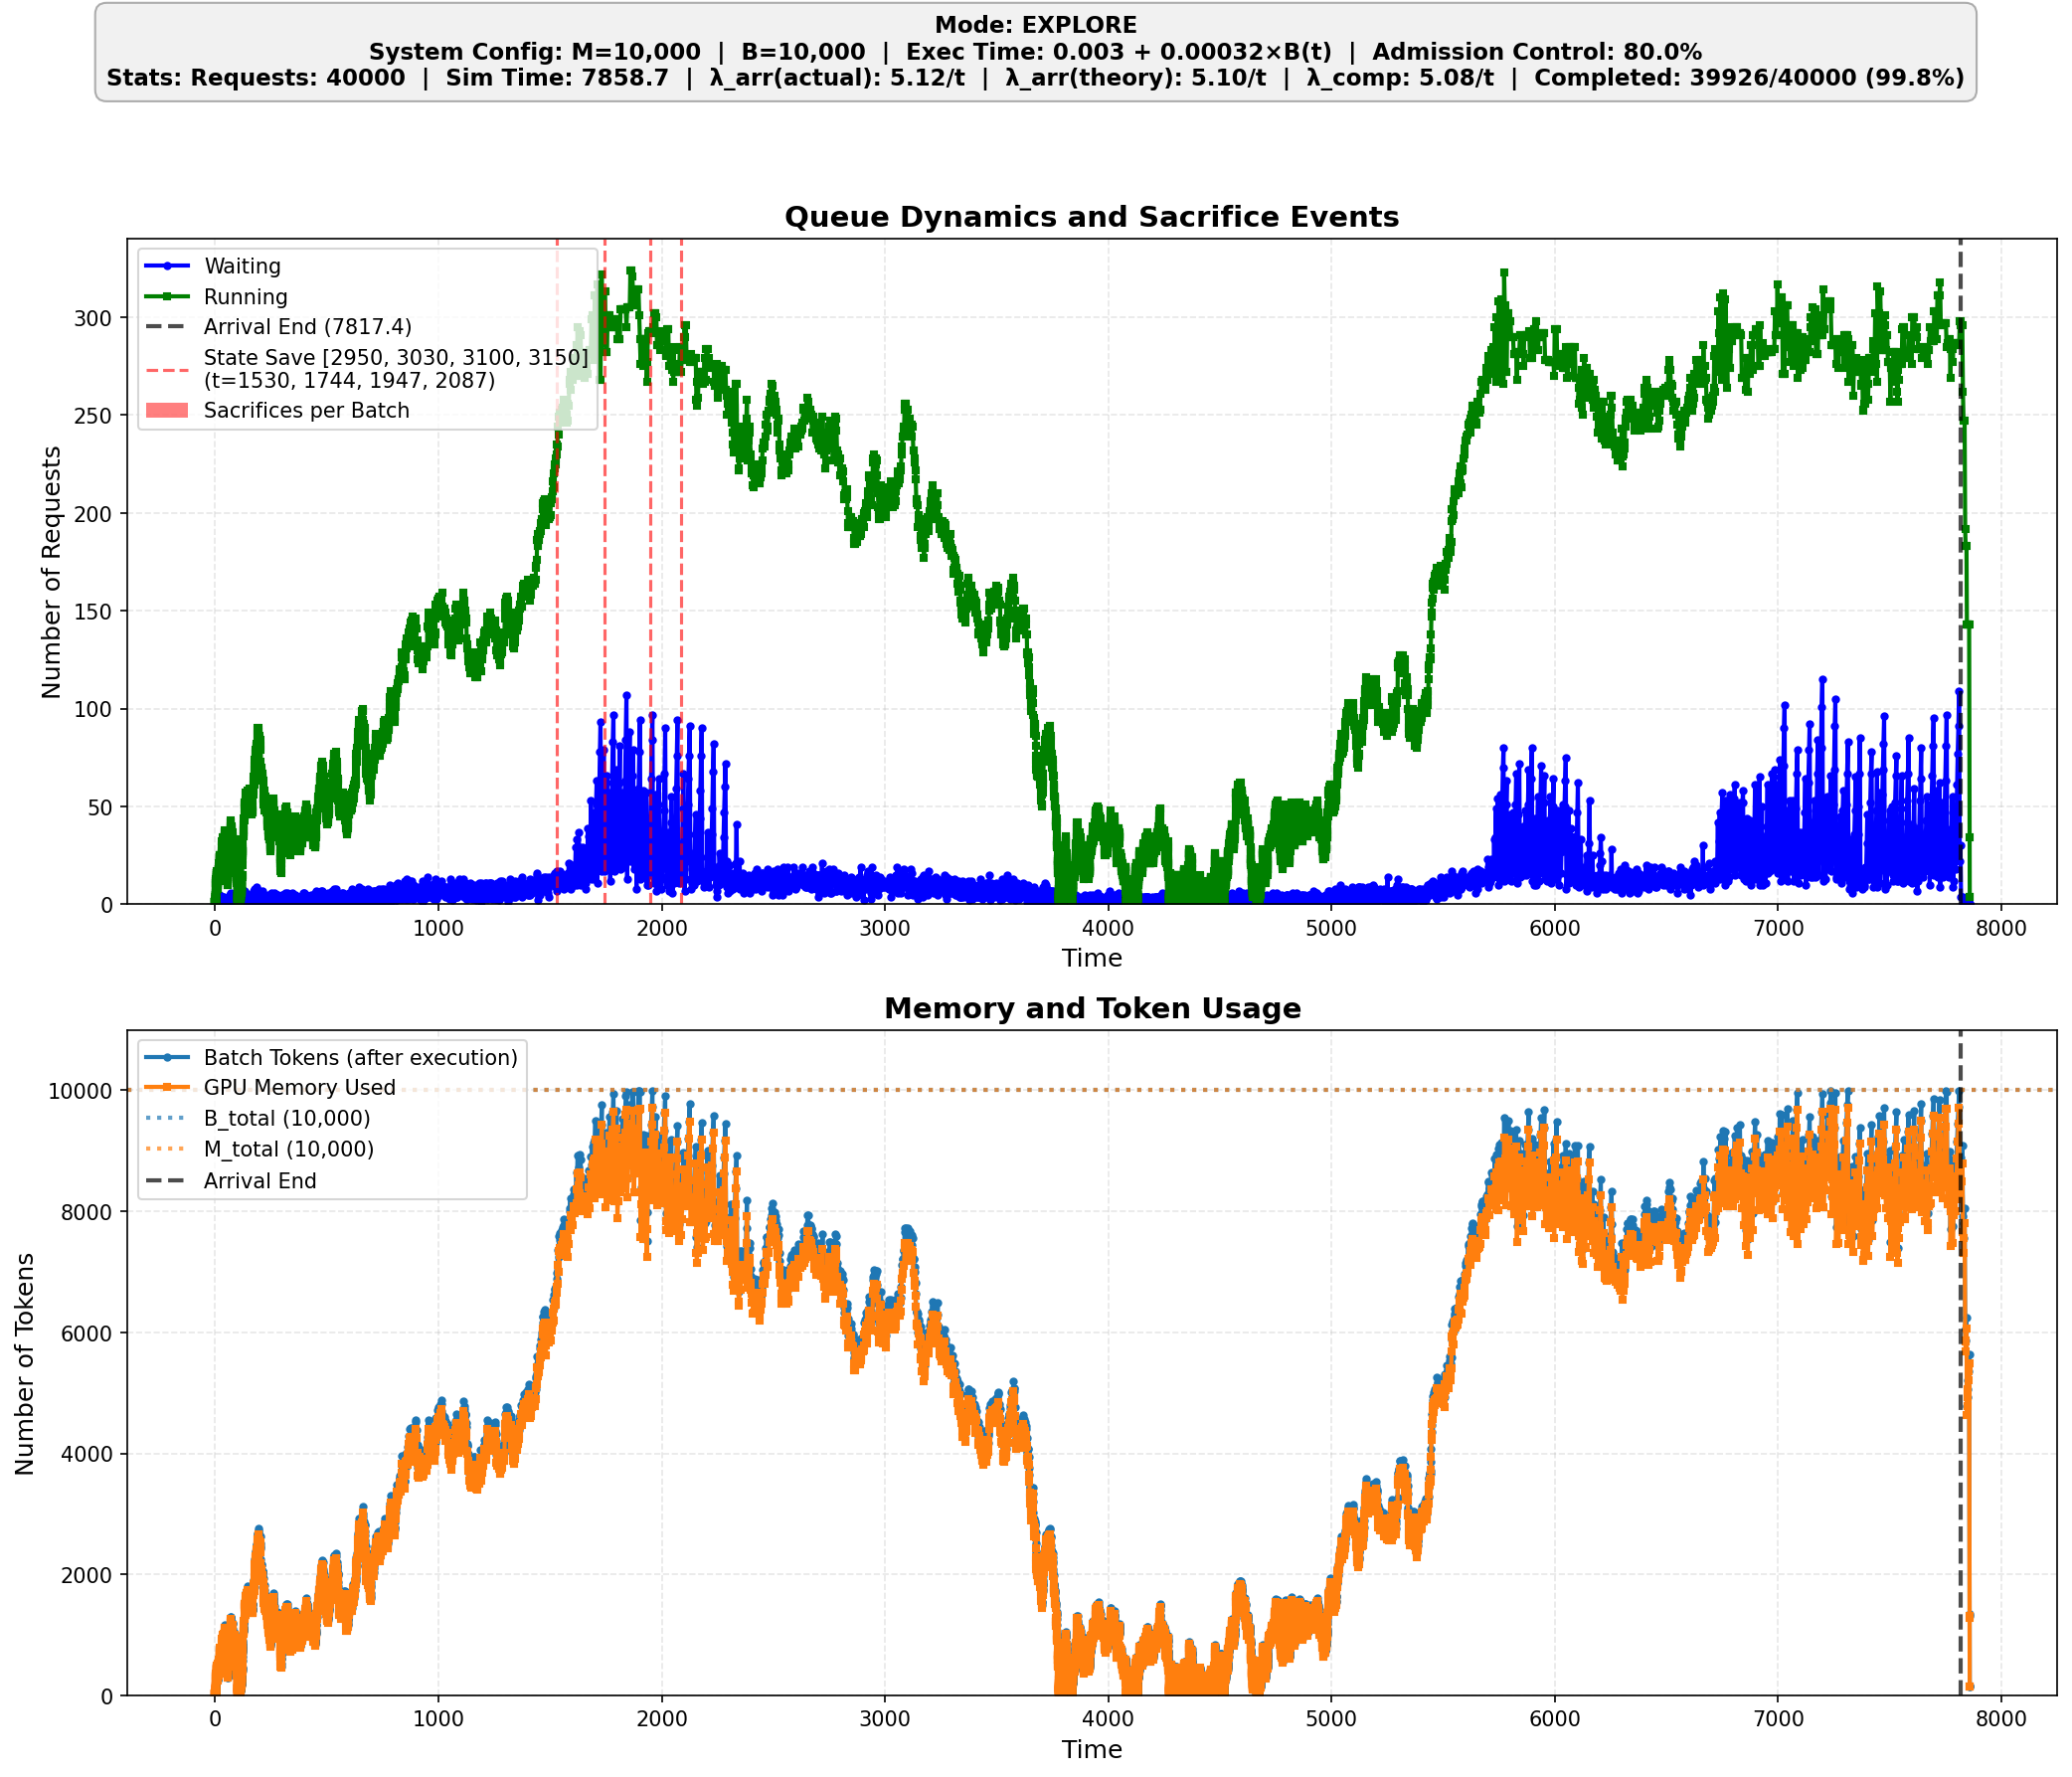 Mode: EXPLORE
System Config: M=10,000 | B=10,000 | Exec Time: 0.003 + 0.00032×B(t) | Admission Control: 80.0%
Stats: Requests: 40000 | Sim Time: 7858.7 | λ_arr(actual): 5.12/t | λ_arr(theory): 5.10/t | λ_comp: 5.08/t | Completed: 39926/40000 (99.8%)
Queue Dynamics and Sacrifice Events
Waiting
Running
Arrival End (7817.4)
State Save [2950, 3030, 3100, 3150]
(t=1530, 1744, 1947, 2087)
Sacrifices per Batch
Number of Requests
300
250
200
150
100
50
0
0 1000 2000 3000 4000 5000 6000 7000 8000
Time
Memory and Token Usage
Batch Tokens (after execution)
GPU Memory Used
B_total (10,000)
M_total (10,000)
Arrival End
Number of Tokens
10000
8000
6000
4000
2000
0
0 1000 2000 3000 4000 5000 6000 7000 8000
Time